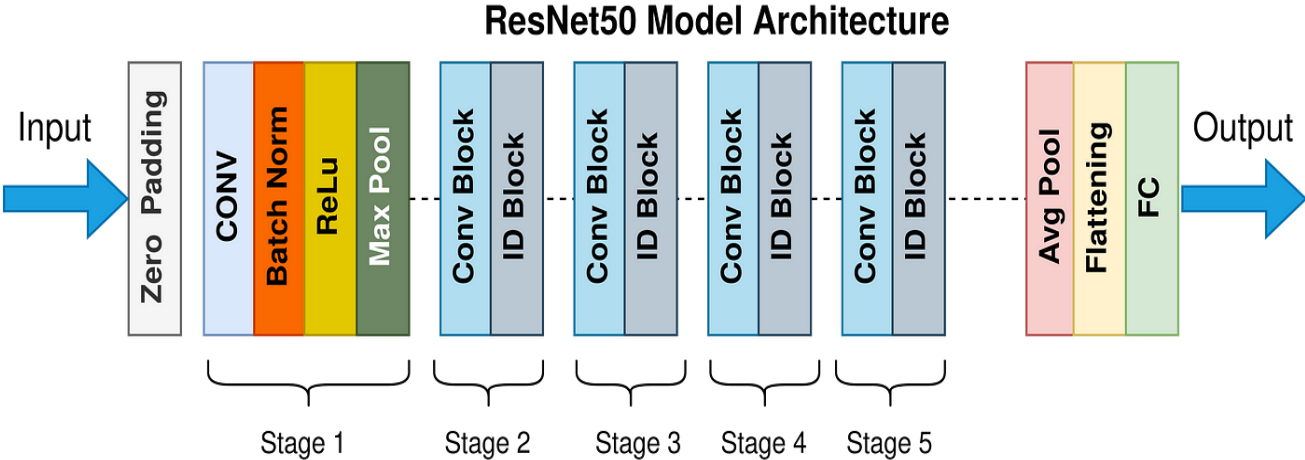 ResNet50 Model Architecture
Input
Zero Padding
CONV
Batch Norm
ReLu
Max Pool
Conv Block
ID Block
Conv Block
ID Block
Conv Block
ID Block
Conv Block
ID Block
Avg Pool
Flattening
FC
Output
Stage 1
Stage 2
Stage 3
Stage 4
Stage 5